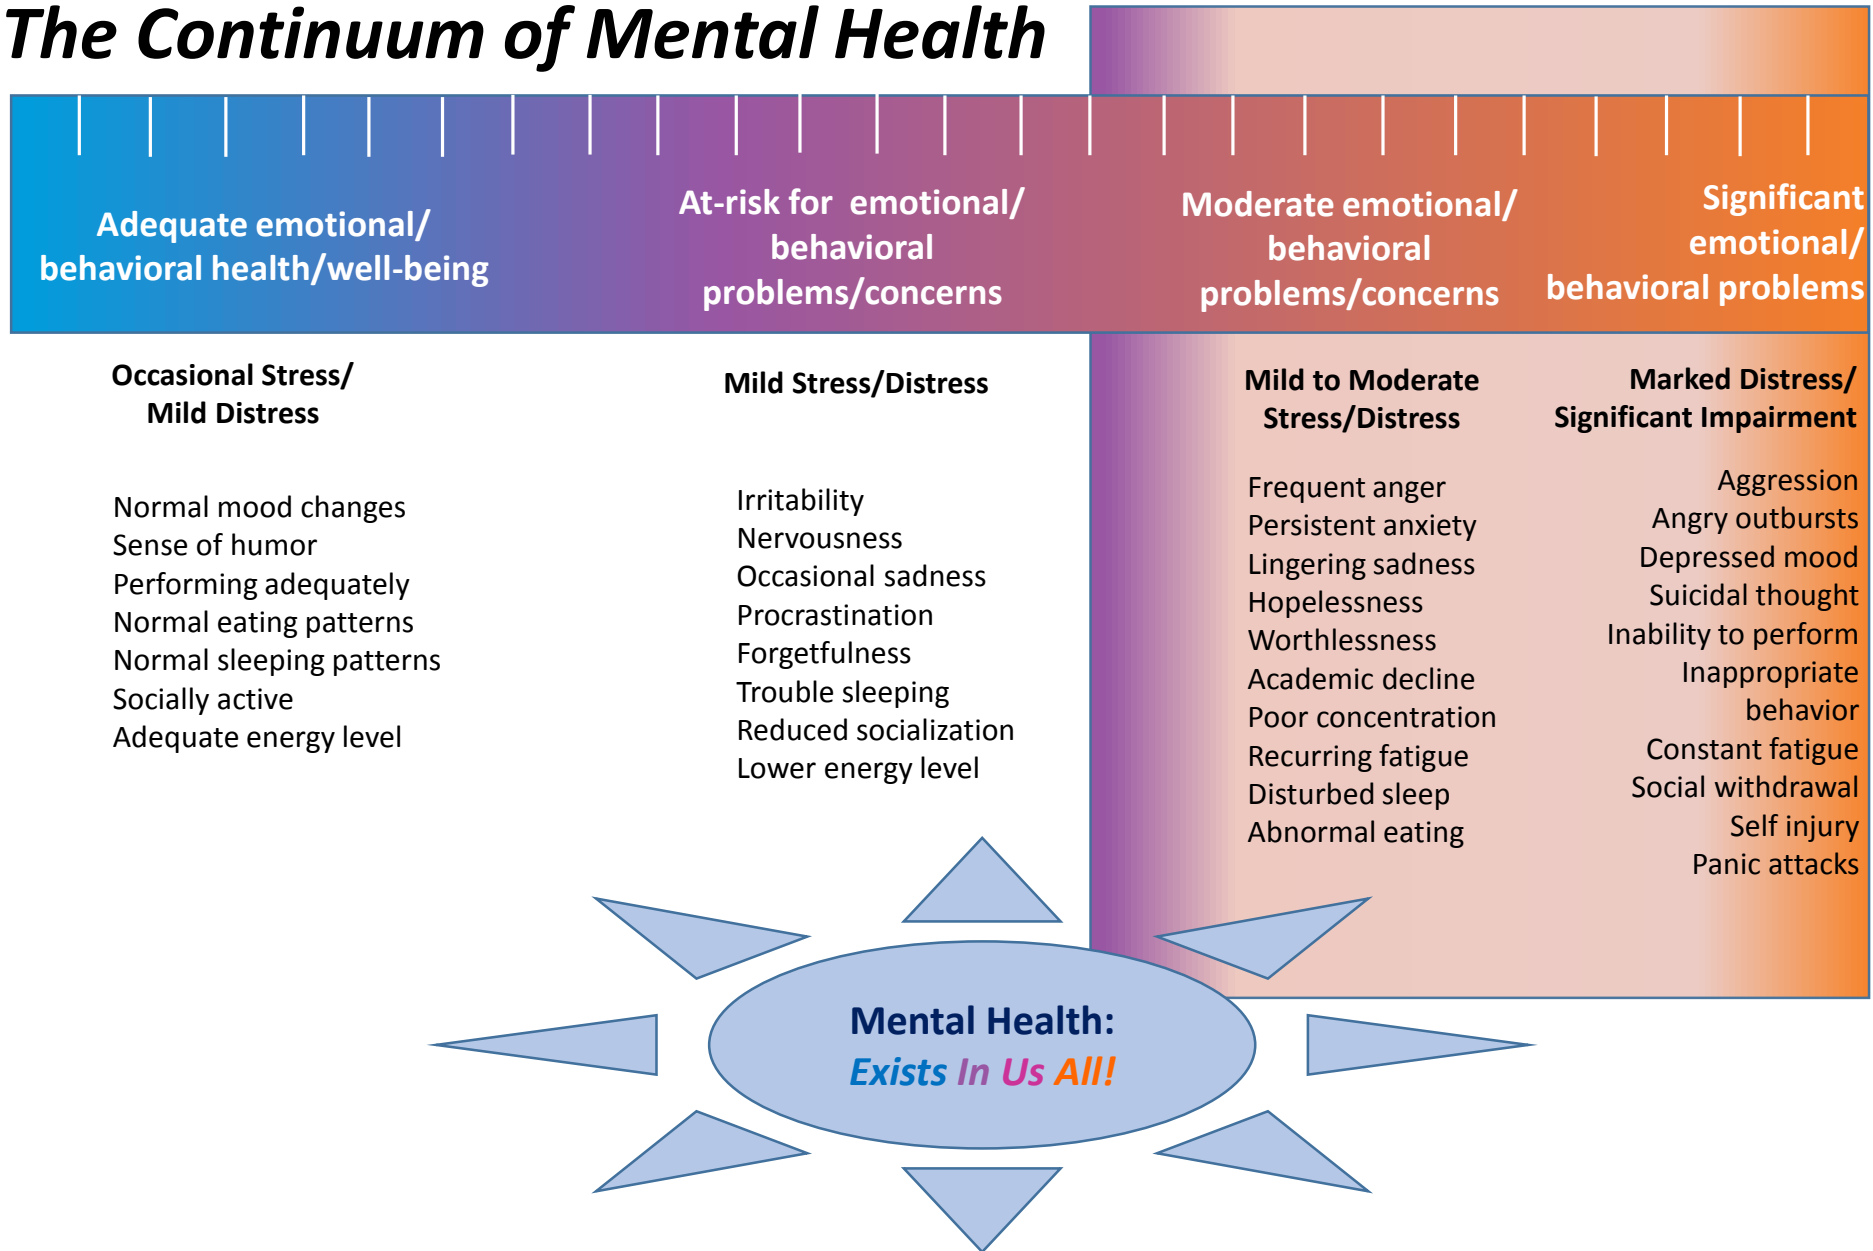 The Continuum of Mental Health
Adequate emotional/
behavioral health/well-being
At-risk for emotional/
behavioral
problems/concerns
Moderate emotional/
behavioral
problems/concerns
Significant
emotional/
behavioral problems
Occasional Stress/
Mild Distress
Normal mood changes
Sense of humor
Performing adequately
Normal eating patterns
Normal sleeping patterns
Socially active
Adequate energy level
Mild Stress/Distress
Irritability
Nervousness
Occasional sadness
Procrastination
Forgetfulness
Trouble sleeping
Reduced socialization
Lower energy level
Mild to Moderate
Stress/Distress
Frequent anger
Persistent anxiety
Lingering sadness
Hopelessness
Worthlessness
Academic decline
Poor concentration
Recurring fatigue
Disturbed sleep
Abnormal eating
Marked Distress/
Significant Impairment
Aggression
Angry outbursts
Depressed mood
Suicidal thought
Inability to perform
Inappropriate
behavior
Constant fatigue
Social withdrawal
Self injury
Panic attacks
Mental Health:
Exists In Us All!